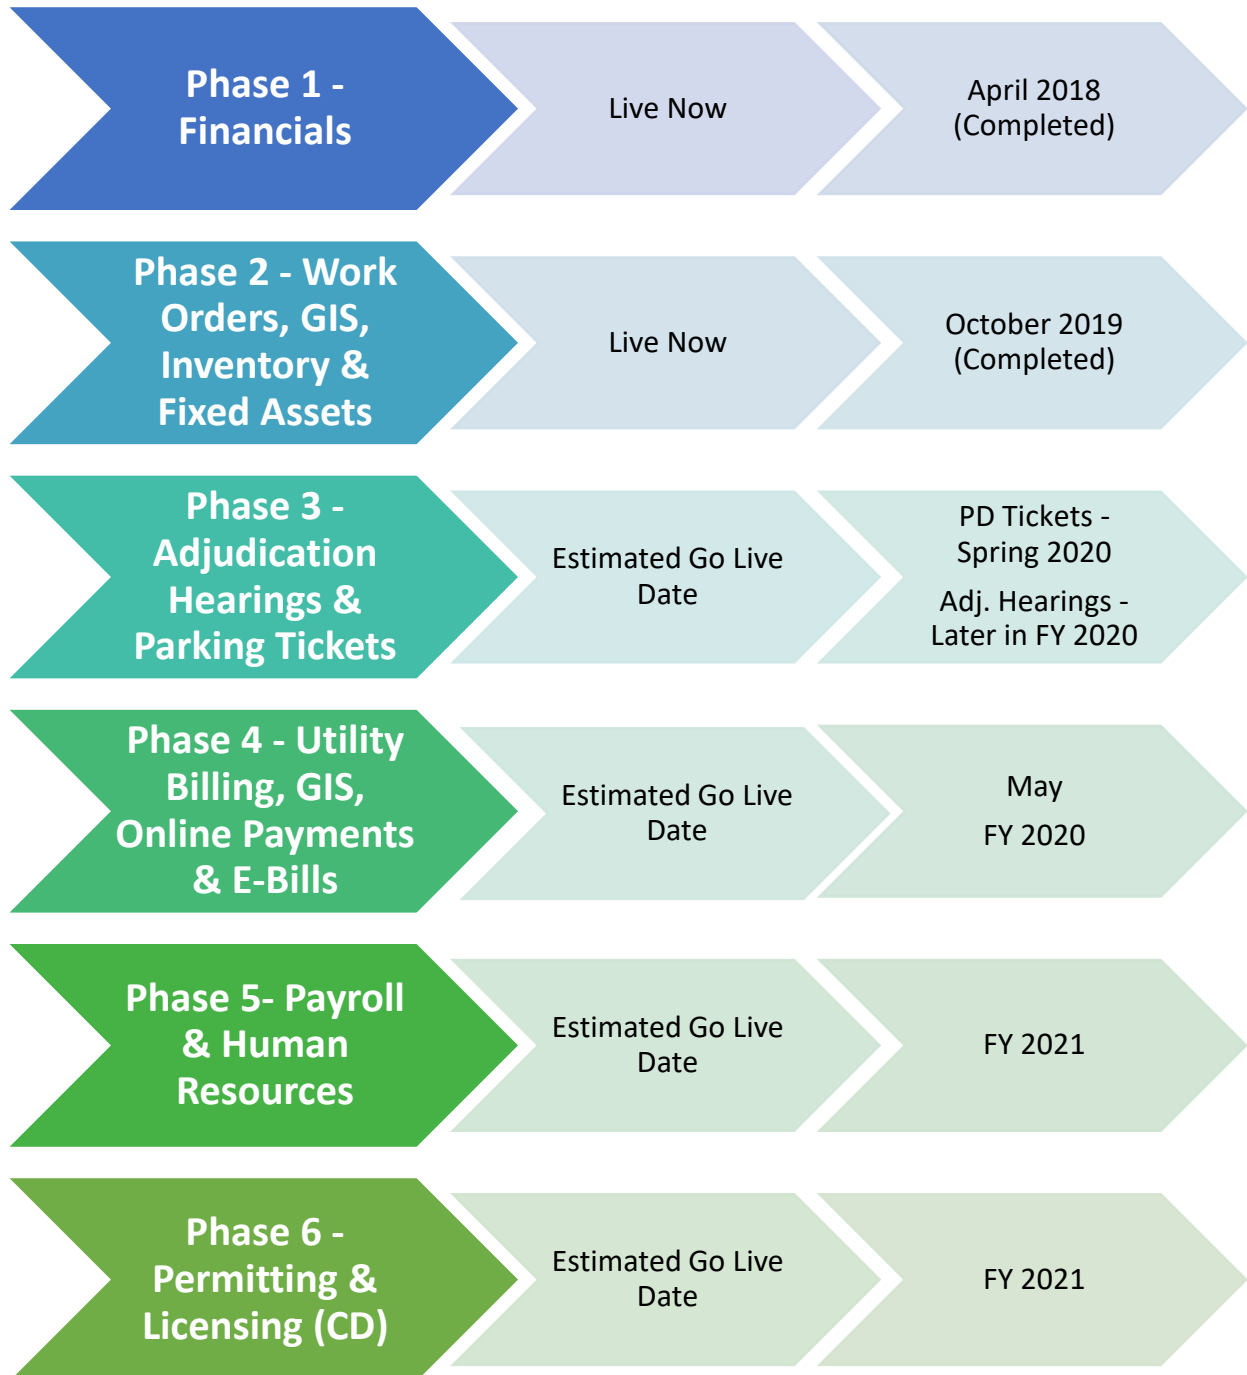 Phase 1 -
Financials
Live Now
April 2018
(Completed)
Phase 2 - Work
Orders, GIS,
Inventory &
Fixed Assets
Live Now
October 2019
(Completed)
Phase 3 -
Adjudication
Hearings &
Parking Tickets
Estimated Go Live
Date
PD Tickets -
Spring 2020
Adj. Hearings -
Later in FY 2020
Phase 4 - Utility
Billing, GIS,
Online Payments
& E-Bills
Estimated Go Live
Date
May
FY 2020
Phase 5- Payroll
& Human
Resources
Estimated Go Live
Date
FY 2021
Phase 6 -
Permitting &
Licensing (CD)
Estimated Go Live
Date
FY 2021